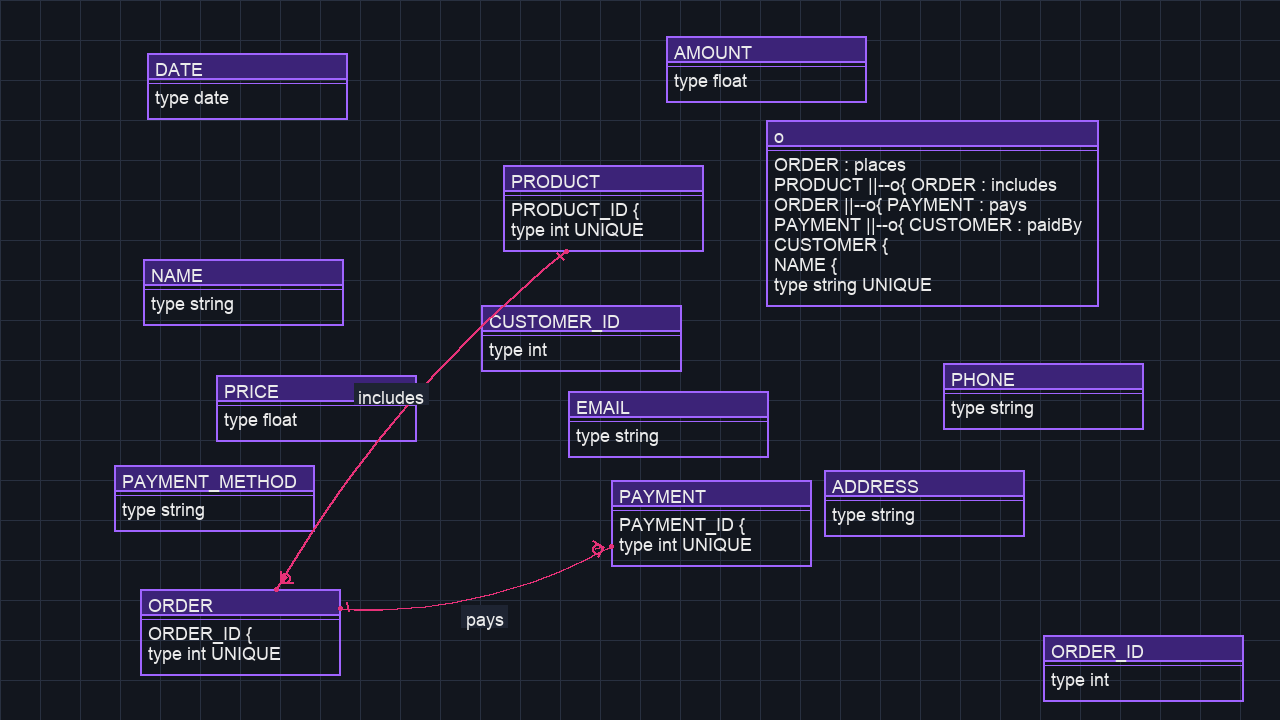 AMOUNT
type float
DATE
type date
o
ORDER : places
PRODUCT ||--o{ ORDER : includes
ORDER ||--o{ PAYMENT : pays
PAYMENT ||--o{ CUSTOMER : paidBy
CUSTOMER {
NAME {
type string UNIQUE
PRODUCT
PRODUCT_ID {
type int UNIQUE
NAME
type string
CUSTOMER_ID
type int
PHONE
type string
PRICE
type float
includes
EMAIL
type string
PAYMENT_METHOD
type string
PAYMENT
PAYMENT_ID {
type int UNIQUE
ADDRESS
type string
ORDER
ORDER_ID {
type int UNIQUE
pays
ORDER_ID
type int